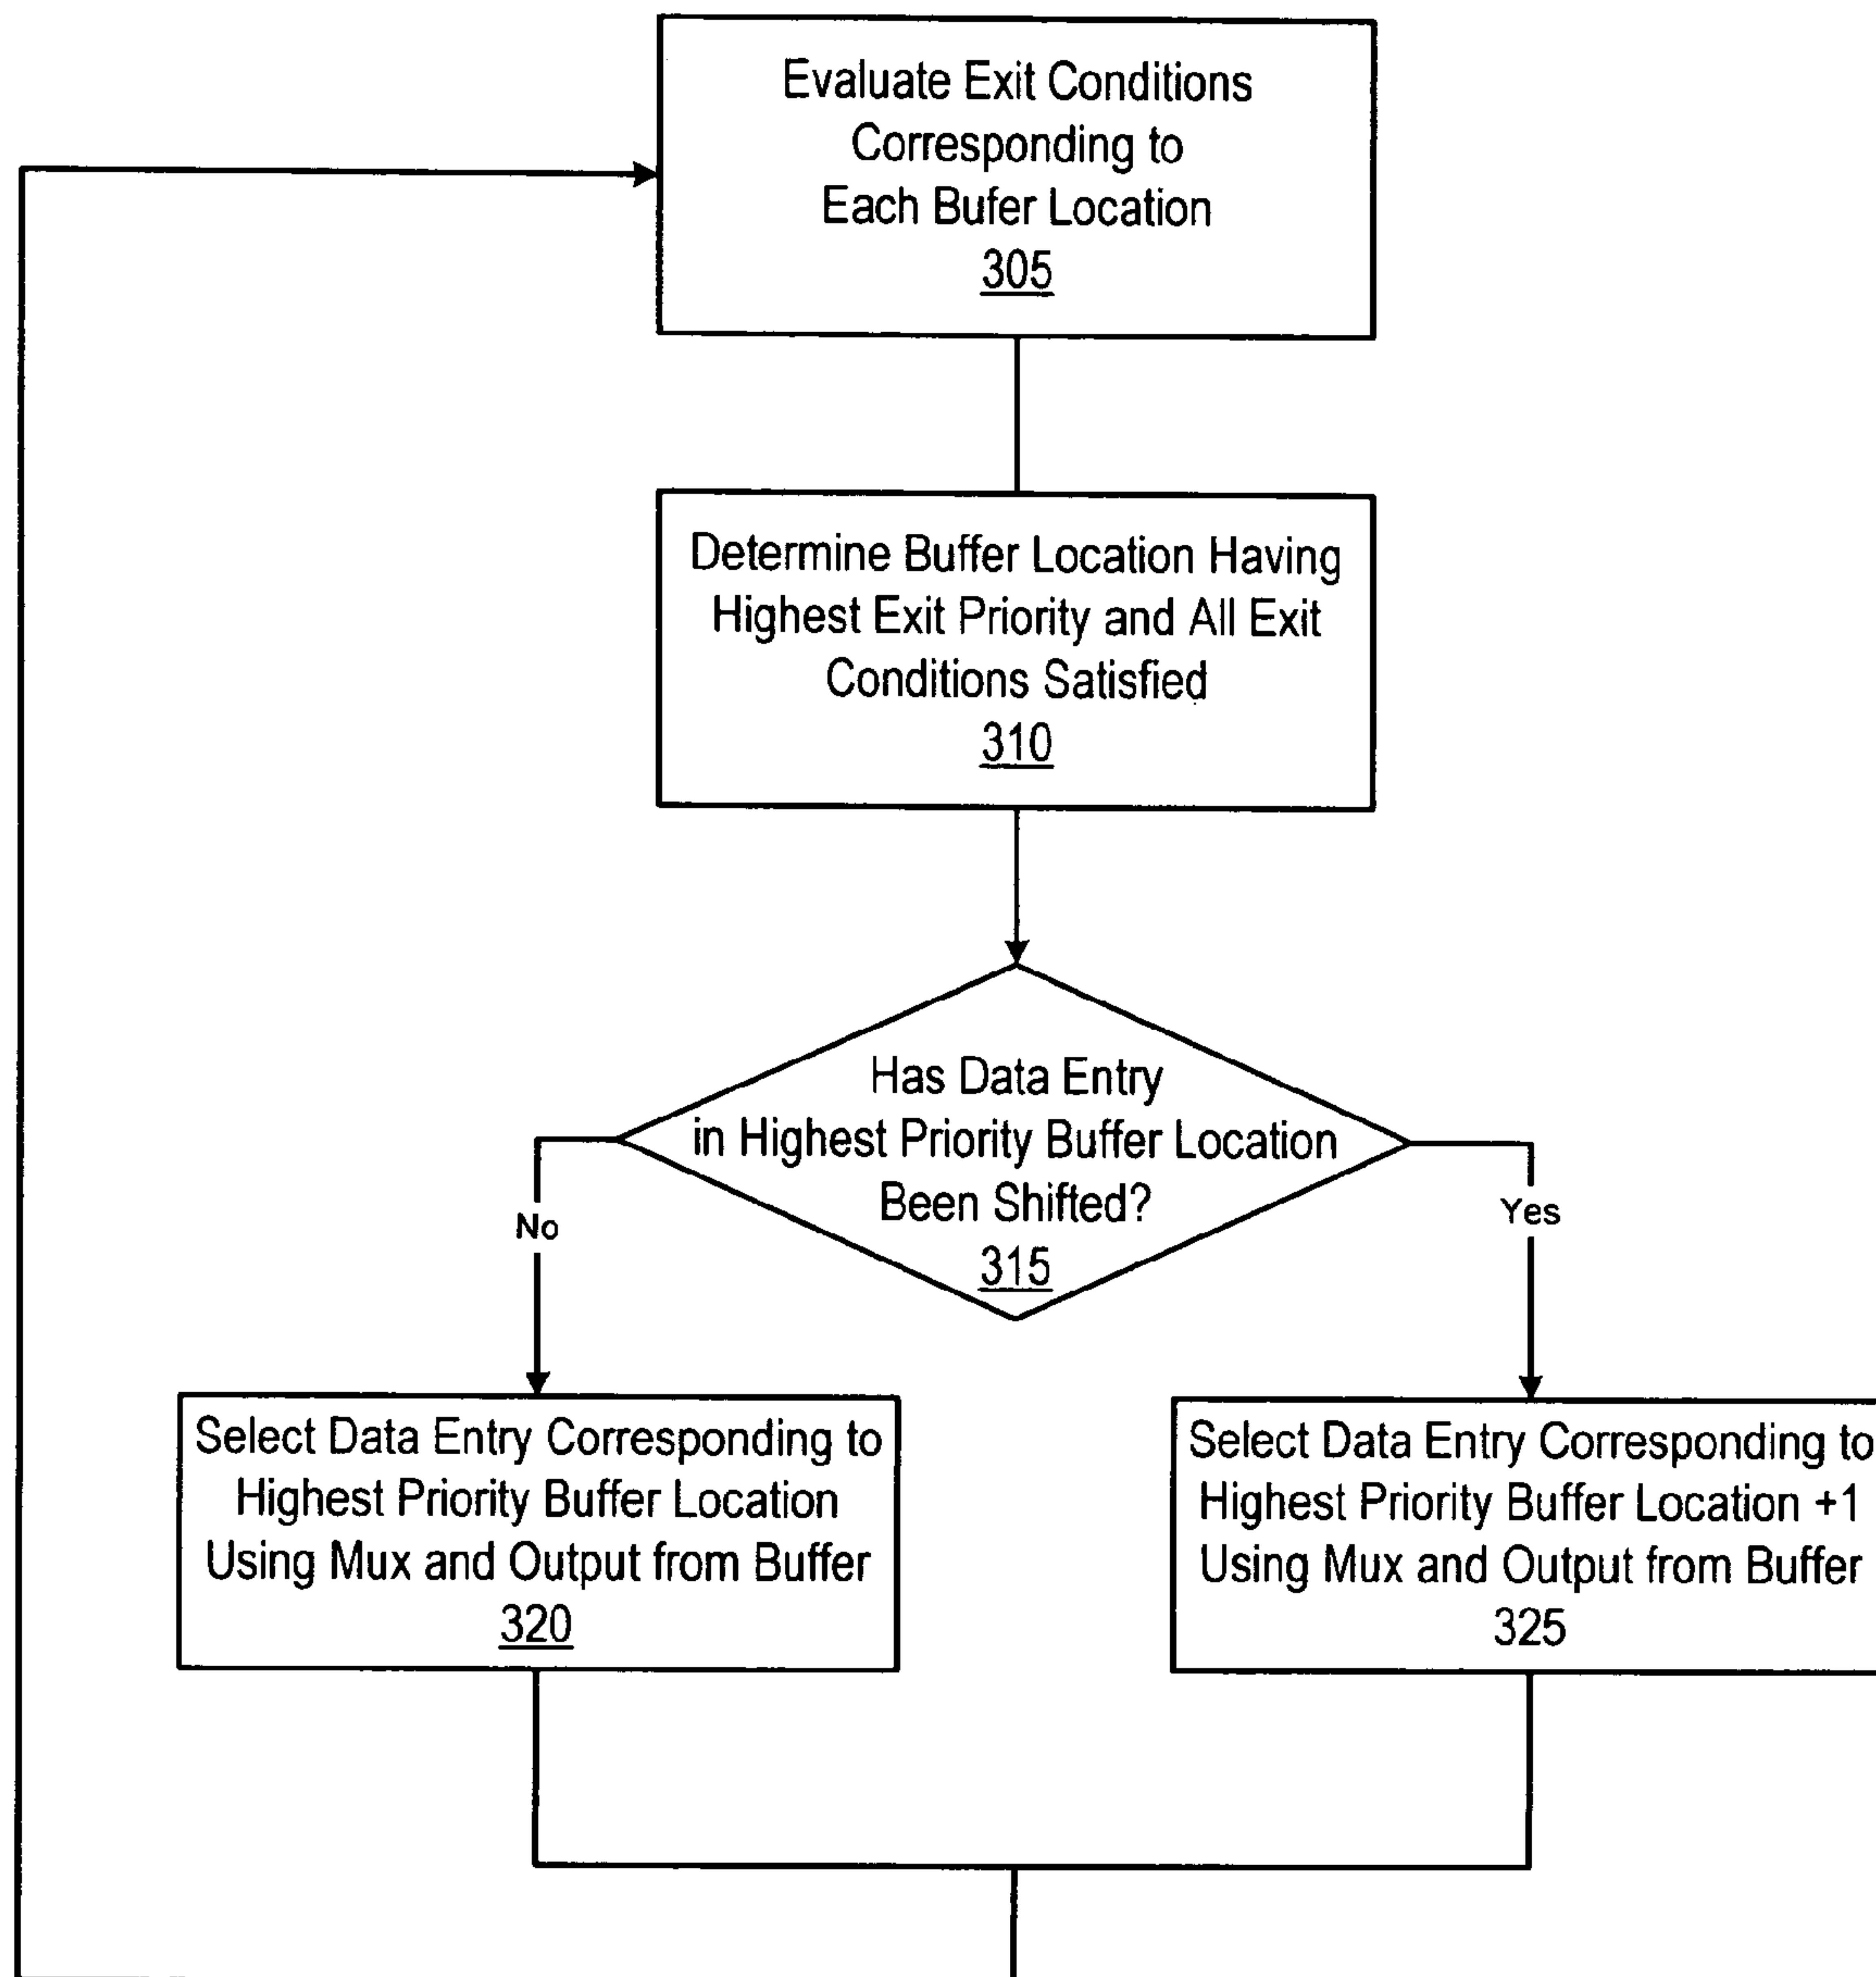 Evaluate Exit Conditions
Corresponding to
Each Bufer Location
305
Determine Buffer Location Having
Highest Exit Priority and All Exit
Conditions Satisfied
310
Has Data Entry
in Highest Priority Buffer Location
Been Shifted?
315
No
Yes
Select Data Entry Corresponding to
Highest Priority Buffer Location
Using Mux and Output from Buffer
320
Select Data Entry Corresponding to
Highest Priority Buffer Location +1
Using Mux and Output from Buffer
325